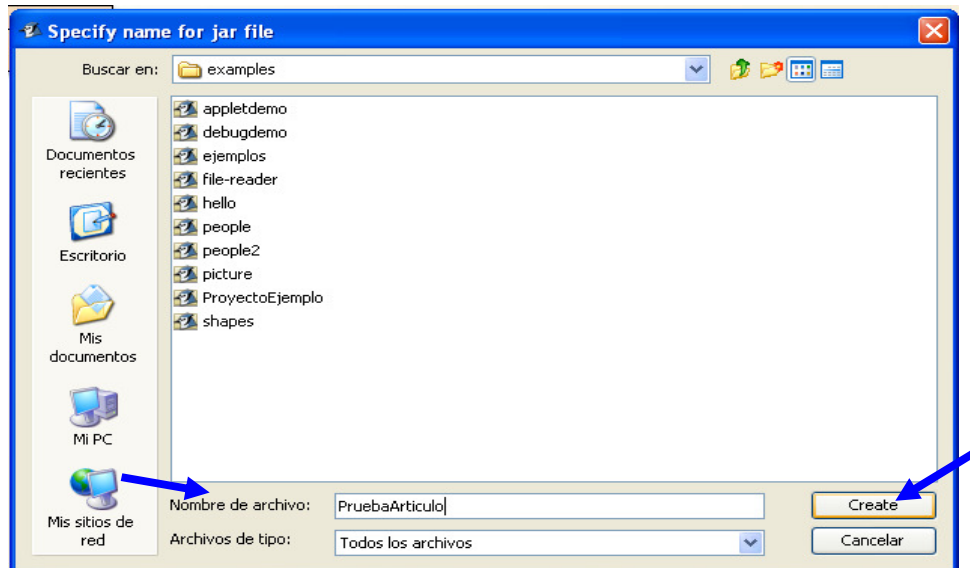 Specify name for jar file
Buscar en: examples
Documentos
recientes
Escritorio
Mis
documentos
Mi PC
Mis sitios de
red
appletdemo
debugdemo
ejemplos
file-reader
hello
people
people2
picture
ProyectoEjemplo
shapes
Nombre de archivo: PruebaArticulo Create
Archivos de tipo: Todos los archivos Cancelar